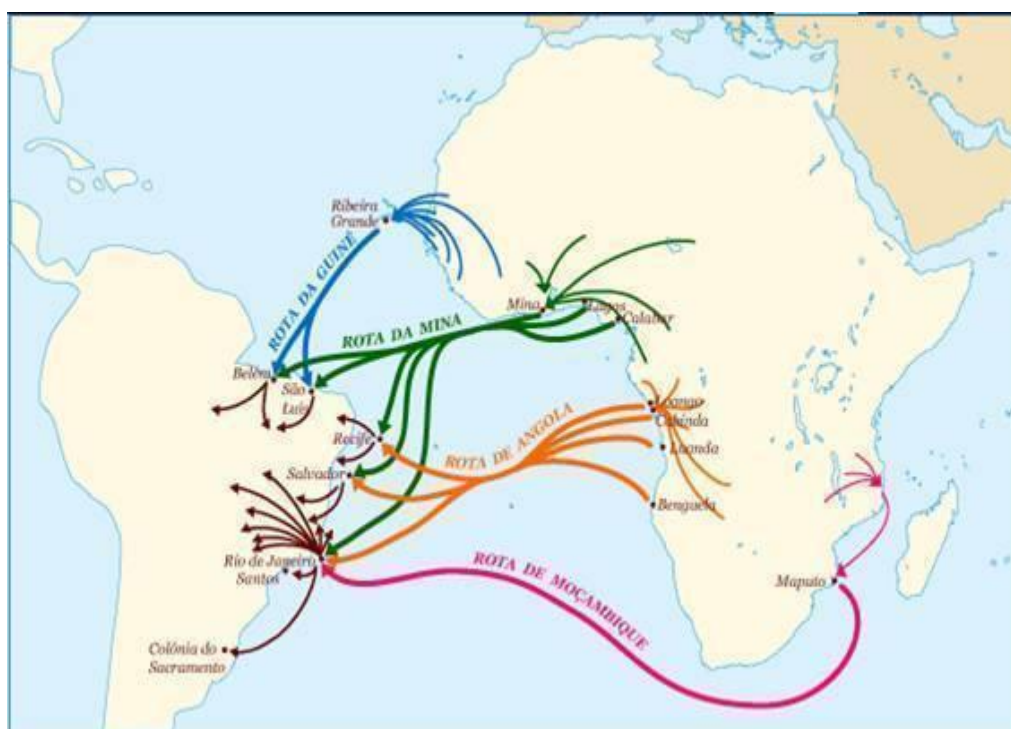 Ribeira
Grande
ROTA DA GUINÉ
Mina
Lagos
Calabar
ROTA DA MINA
Belém
São
Luís
Loango
Cabinda
Recife
ROTA DE ANGOLA
Luanda
Salvador
Benguela
Rio de Janeiro
Santos
ROTA DE MOÇAMBIQUE
Maputo
Colônia do
Sacramento